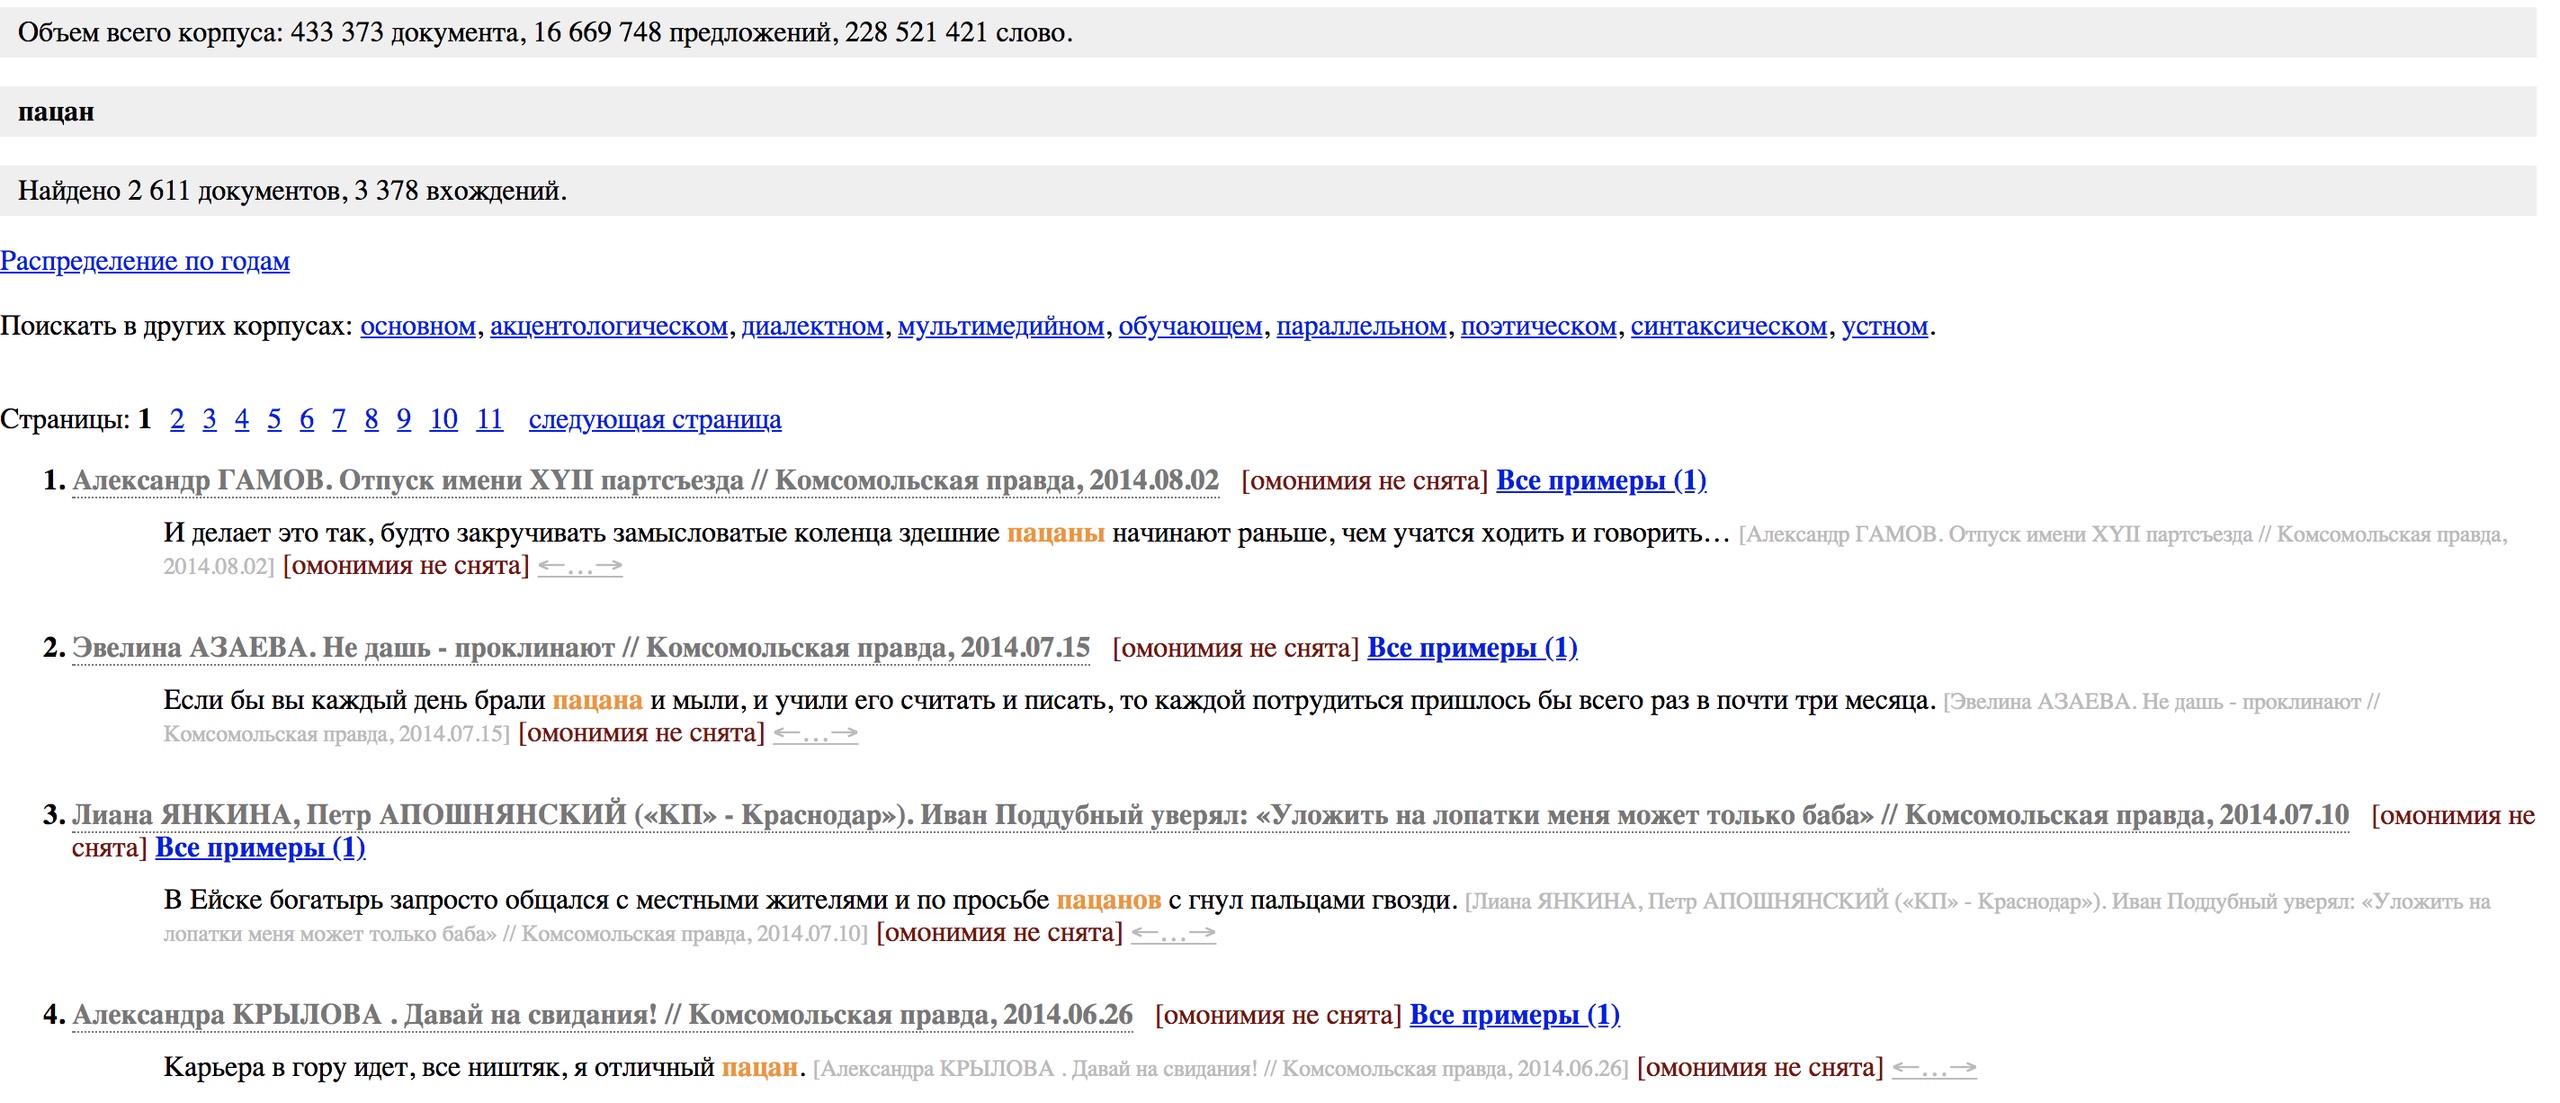 Объем всего корпуса: 433 373 документа, 16 669 748 предложений, 228 521 421 слово.
пацан
Найдено 2 611 документов, 3 378 вхождений.
Распределение по годам
Поискать в других корпусах: основном, акцентологическом, диалектном, мультимедийном, обучающем, параллельном, поэтическом, синтаксическом, устном.
Страницы: 1 2 3 4 5 6 7 8 9 10 11 следующая страница
1. Александр ГАМОВ. Отпуск имени XYII партсъезда // Комсомольская правда, 2014.08.02 [омонимия не снята] Все примеры (1)
И делает это так, будто закручивать замысловатые коленца здешние пацаны начинают раньше, чем учатся ходить и говорить… [Александр ГАМОВ. Отпуск имени XYII партсъезда // Комсомольская правда,
2014.08.02] [омонимия не снята] ←…→
2. Эвелина АЗАЕВА. Не дашь - проклинают // Комсомольская правда, 2014.07.15 [омонимия не снята] Все примеры (1)
Если бы вы каждый день брали пацана и мыли, и учили его считать и писать, то каждой потрудиться пришлось бы всего раз в почти три месяца. [Эвелина АЗАЕВА. Не дашь - проклинают //
Комсомольская правда, 2014.07.15] [омонимия не снята] ←…→
3. Лиана ЯНКИНА, Петр АПОШНЯНСКИЙ («КП» - Краснодар»). Иван Поддубный уверял: «Уложить на лопатки меня может только баба» // Комсомольская правда, 2014.07.10 [омонимия не
снята] Все примеры (1)
В Ейске богатырь запросто общался с местными жителями и по просьбе пацанов с гнул пальцами гвозди. [Лиана ЯНКИНА, Петр АПОШНЯНСКИЙ («КП» - Краснодар»). Иван Поддубный уверял: «Уложить на
лопатки меня может только баба» // Комсомольская правда, 2014.07.10] [омонимия не снята] ←…→
4. Александра КРЫЛОВА . Давай на свидания! // Комсомольская правда, 2014.06.26 [омонимия не снята] Все примеры (1)
Карьера в гору идет, все ништяк, я отличный пацан. [Александра КРЫЛОВА . Давай на свидания! // Комсомольская правда, 2014.06.26] [омонимия не снята] ←…→